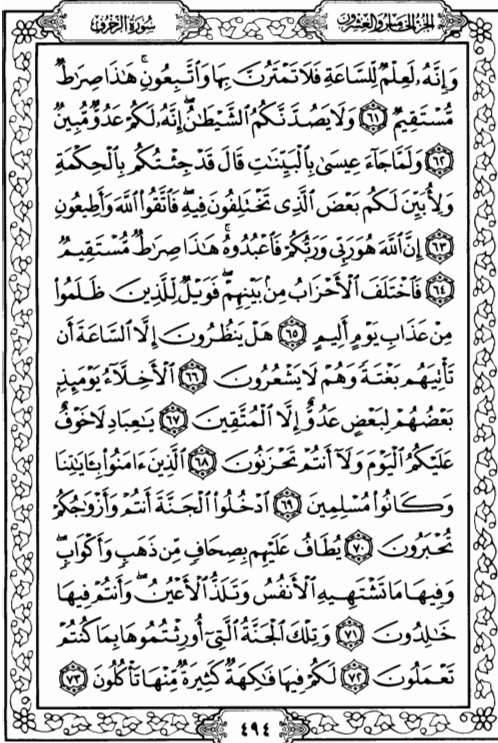 الجزء الخامس والعشرون
سورة الزخرف
وَإِنَّهُۥ لَعِلْمٌ لِّلسَّاعَةِ فَلَا تَمْتَرُنَّ بِهَا وَٱتَّبِعُونِ ۚ هَـٰذَا صِرَٰطٌ
مُّسْتَقِيمٌ ٦١ وَلَا يَصُدَّنَّكُمُ ٱلشَّيْطَـٰنُ ۖ إِنَّهُۥ لَكُمْ عَدُوٌّ مُّبِينٌ
٦٢ وَلَمَّا جَآءَ عِيسَىٰ بِٱلْبَيِّنَـٰتِ قَالَ قَدْ جِئْتُكُم بِٱلْحِكْمَةِ
وَلِأُبَيِّنَ لَكُم بَعْضَ ٱلَّذِى تَخْتَلِفُونَ فِيهِ ۖ فَٱتَّقُوا۟ ٱللَّهَ وَأَطِيعُونِ
٦٣ إِنَّ ٱللَّهَ هُوَ رَبِّى وَرَبُّكُمْ فَٱعْبُدُوهُ ۚ هَـٰذَا صِرَٰطٌ مُّسْتَقِيمٌ
٦٤ فَٱخْتَلَفَ ٱلْأَحْزَابُ مِنۢ بَيْنِهِمْ ۖ فَوَيْلٌ لِّلَّذِينَ ظَلَمُوا۟
مِنْ عَذَابِ يَوْمٍ أَلِيمٍ ٦٥ هَلْ يَنظُرُونَ إِلَّا ٱلسَّاعَةَ أَن
تَأْتِيَهُم بَغْتَةً وَهُمْ لَا يَشْعُرُونَ ٦٦ ٱلْأَخِلَّآءُ يَوْمَئِذٍۭ
بَعْضُهُمْ لِبَعْضٍ عَدُوٌّ إِلَّا ٱلْمُتَّقِينَ ٦٧ يَـٰعِبَادِ لَا خَوْفٌ
عَلَيْكُمُ ٱلْيَوْمَ وَلَآ أَنتُمْ تَحْزَنُونَ ٦٨ ٱلَّذِينَ ءَامَنُوا۟ بِـَٔايَـٰتِنَا
وَكَانُوا۟ مُسْلِمِينَ ٦٩ ٱدْخُلُوا۟ ٱلْجَنَّةَ أَنتُمْ وَأَزْوَٰجُكُمْ
تُحْبَرُونَ ٧٠ يُطَافُ عَلَيْهِم بِصِحَافٍ مِّن ذَهَبٍ وَأَكْوَابٍ ۖ
وَفِيهَا مَا تَشْتَهِيهِ ٱلْأَنفُسُ وَتَلَذُّ ٱلْأَعْيُنُ ۖ وَأَنتُمْ فِيهَا
خَـٰلِدُونَ ٧١ وَتِلْكَ ٱلْجَنَّةُ ٱلَّتِىٓ أُورِثْتُمُوهَا بِمَا كُنتُمْ
تَعْمَلُونَ ٧٢ لَكُمْ فِيهَا فَـٰكِهَةٌ كَثِيرَةٌ مِّنْهَا تَأْكُلُونَ ٧٣
٤٩٤